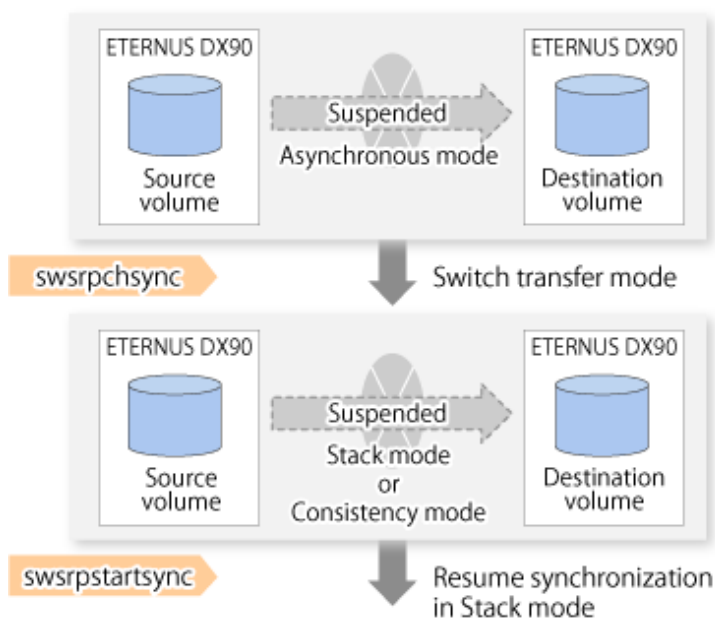 ETERNUS DX90
ETERNUS DX90
Suspended
Asynchronous mode
Source
volume
Destination
volume
swsrpchsync
Switch transfer mode
ETERNUS DX90
ETERNUS DX90
Suspended
Stack mode
or
Consistency mode
Source
volume
Destination
volume
swsrpstartsync
Resume synchronization
in Stack mode